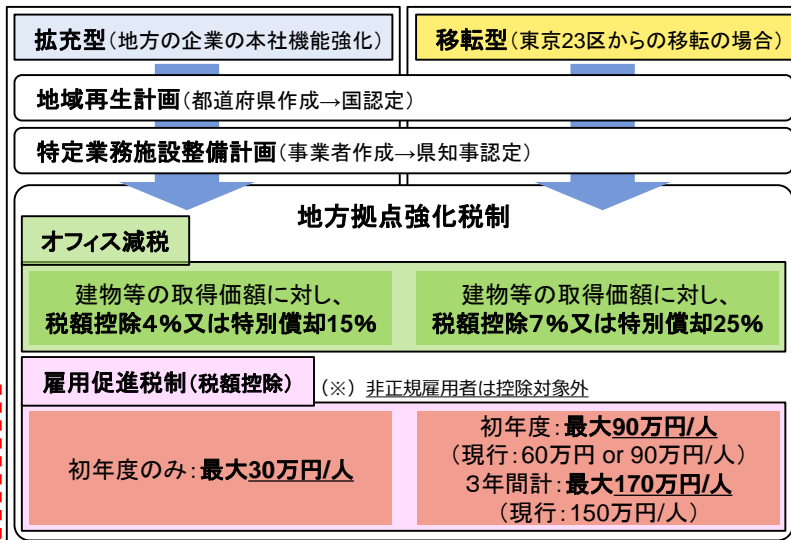 拡充型(地方の企業の本社機能強化)
移転型(東京23区からの移転の場合)
地域再生計画(都道府県作成→国認定)
特定業務施設整備計画(事業者作成→県知事認定)
地方拠点強化税制
オフィス減税
建物等の取得価額に対し、
税額控除4%又は特別償却15%
建物等の取得価額に対し、
税額控除7%又は特別償却25%
雇用促進税制(税額控除)
(※)非正規雇用者は控除対象外
初年度のみ:最大30万円/人
初年度:最大90万円/人
(現行:60万円 or 90万円/人)
3年間計:最大170万円/人
(現行:150万円/人)